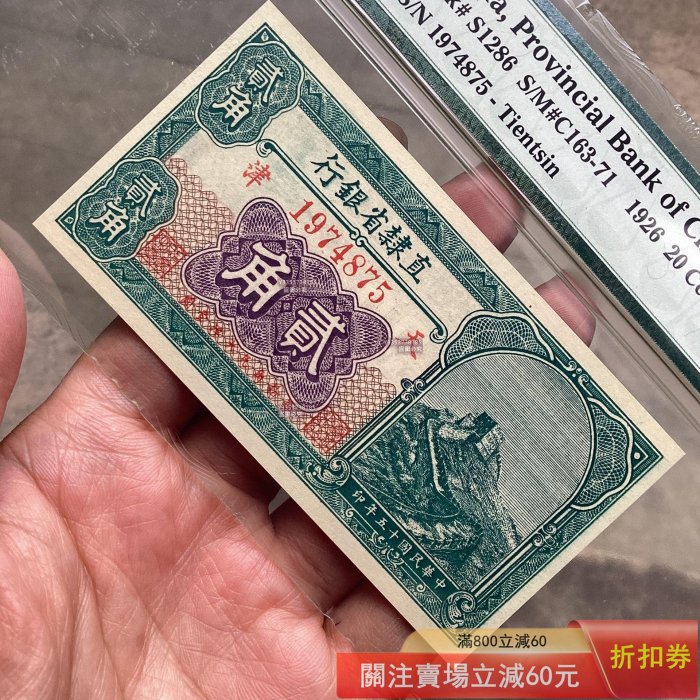 a, Provincial Bank of C
k# S1286 S/M#C163-71 1926 20 Ce
S/N 1974875 - Tientsin
貳角
貳角
行銀省隸直
津
1974875
角貳
印年五十國民華中
滿800立減60
關注賣場立減60元
折扣券